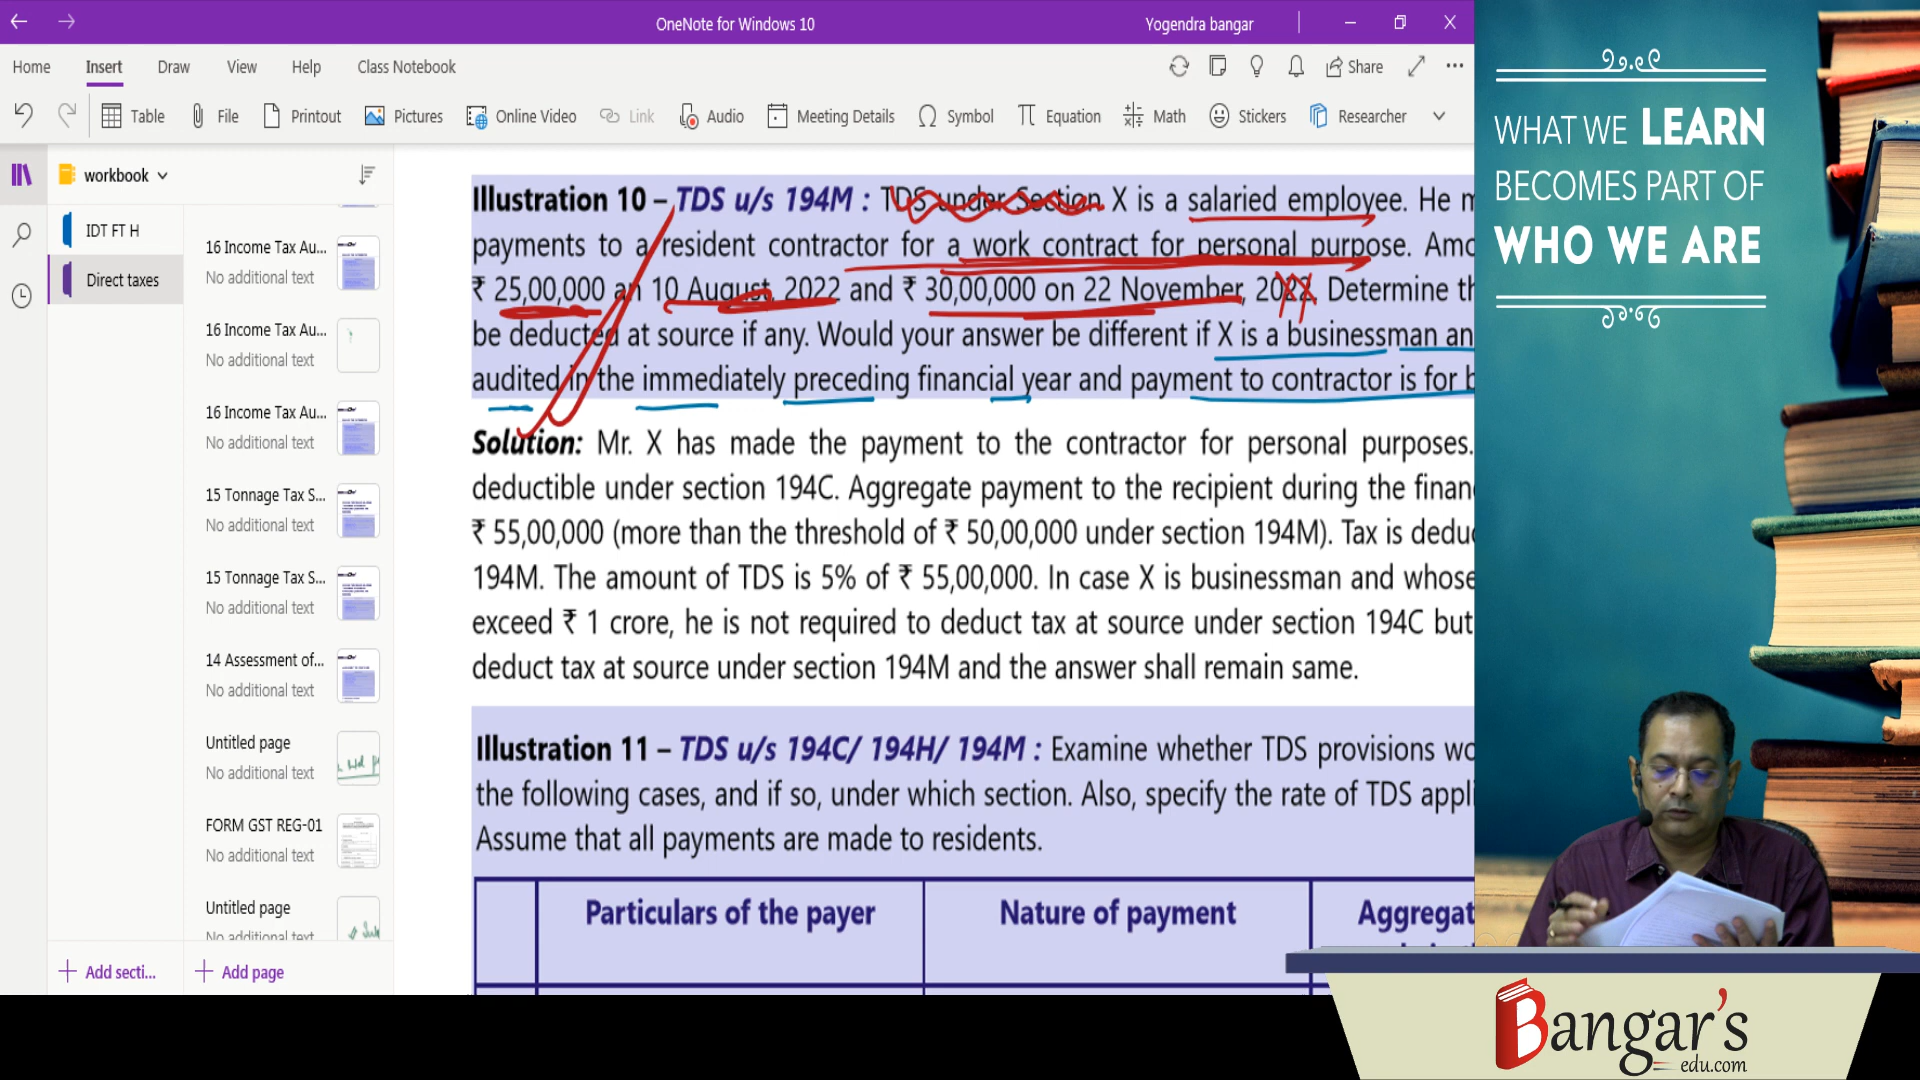 OneNote for Windows 10
Yogendra bangar
Home Insert Draw View Help Class Notebook
Share
Table File Printout Pictures Online Video Link Audio Meeting Details Symbol Equation Math Stickers Researcher
workbook
IDT FT H
Direct taxes
16 Income Tax Au...
No additional text
16 Income Tax Au...
No additional text
16 Income Tax Au...
No additional text
15 Tonnage Tax S...
No additional text
15 Tonnage Tax S...
No additional text
14 Assessment of...
No additional text
Untitled page
No additional text
FORM GST REG-01
No additional text
Untitled page
No additional text
Add secti...
Add page
Illustration 10 – TDS u/s 194M : TDS under Section X is a salaried employee. He m
payments to a resident contractor for a work contract for personal purpose. Amo
₹ 25,00,000 an 10 August, 2022 and ₹ 30,00,000 on 22 November, 2022. Determine th
be deducted at source if any. Would your answer be different if X is a businessman an
audited in the immediately preceding financial year and payment to contractor is for b
Solution: Mr. X has made the payment to the contractor for personal purposes.
deductible under section 194C. Aggregate payment to the recipient during the finan
₹ 55,00,000 (more than the threshold of ₹ 50,00,000 under section 194M). Tax is dedu
194M. The amount of TDS is 5% of ₹ 55,00,000. In case X is businessman and whose
exceed ₹ 1 crore, he is not required to deduct tax at source under section 194C but
deduct tax at source under section 194M and the answer shall remain same.
Illustration 11 – TDS u/s 194C/ 194H/ 194M : Examine whether TDS provisions wo
the following cases, and if so, under which section. Also, specify the rate of TDS appli
Assume that all payments are made to residents.
Particulars of the payer
Nature of payment
Aggregat
WHAT WE LEARN
BECOMES PART OF
WHO WE ARE
Bangar's
edu.com